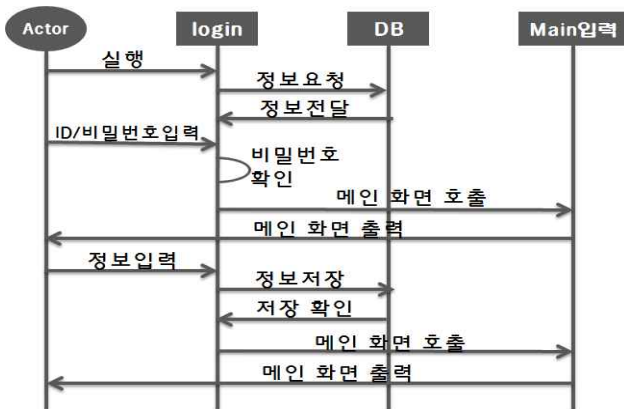 Actor
login
DB
Main입력
실행
정보요청
정보전달
ID/비밀번호입력
비밀번호
확인
메인 화면 호출
메인 화면 출력
정보입력
정보저장
저장 확인
메인 화면 호출
메인 화면 출력